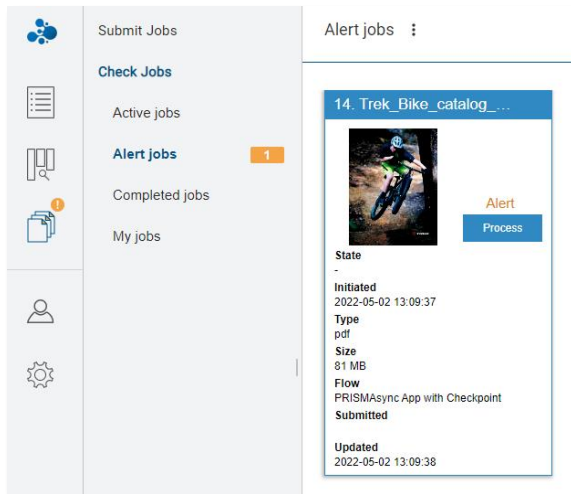 Submit Jobs
Check Jobs
Active jobs
Alert jobs
1
Completed jobs
My jobs
Alert jobs
14. Trek_Bike_catalog_...
Alert
Process
State
-
Initiated
2022-05-02 13:09:37
Type
pdf
Size
81 MB
Flow
PRISMAsync App with Checkpoint
Submitted
Updated
2022-05-02 13:09:38